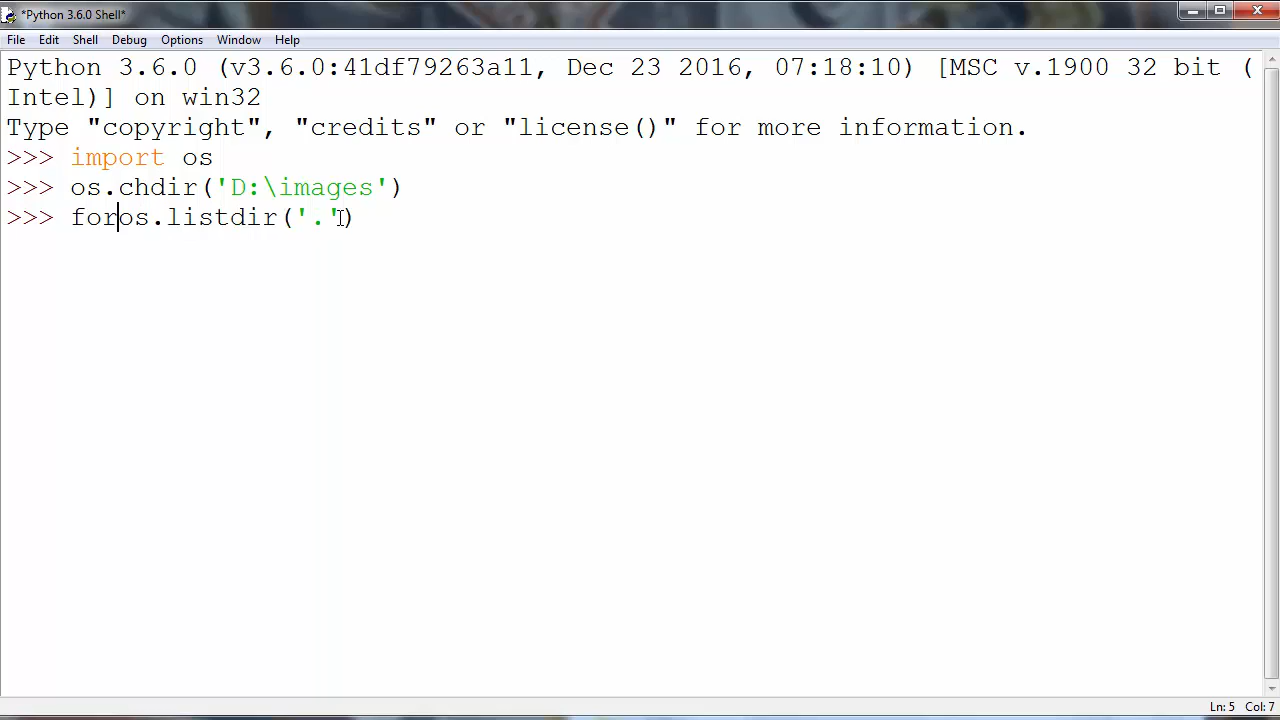 *Python 3.6.0 Shell*
File Edit Shell Debug Options Window Help
Python 3.6.0 (v3.6.0:41df79263a11, Dec 23 2016, 07:18:10) [MSC v.1900 32 bit (
Intel)] on win32
Type "copyright", "credits" or "license()" for more information.
>>> import os
>>> os.chdir('D:\images')
>>> foros.listdir('.')
Ln: 5 Col: 7